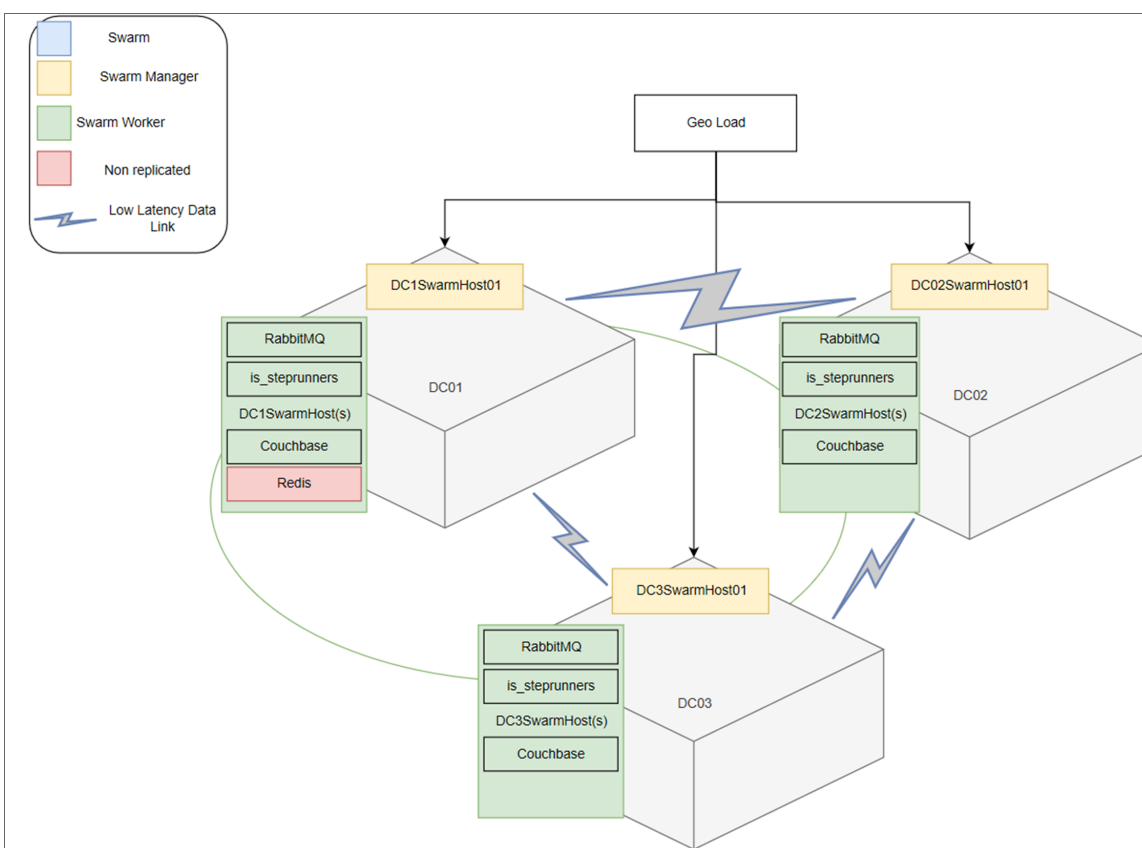 Swarm
Swarm Manager
Swarm Worker
Non replicated
Low Latency Data
Link
Geo Load
DC1SwarmHost01
RabbitMQ
is_steprunners
DC1SwarmHost(s)
Couchbase
Redis
DC01
DC02SwarmHost01
RabbitMQ
is_steprunners
DC2SwarmHost(s)
Couchbase
DC02
DC3SwarmHost01
RabbitMQ
is_steprunners
DC3SwarmHost(s)
Couchbase
DC03